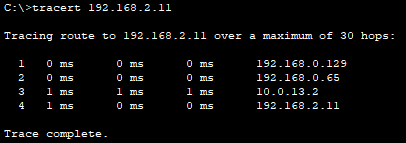 C:\>tracert 192.168.2.11
Tracing route to 192.168.2.11 over a maximum of 30 hops:
1 0 ms 0 ms 0 ms 192.168.0.129
2 0 ms 0 ms 0 ms 192.168.0.65
3 1 ms 1 ms 1 ms 10.0.13.2
4 1 ms 0 ms 0 ms 192.168.2.11
Trace complete.